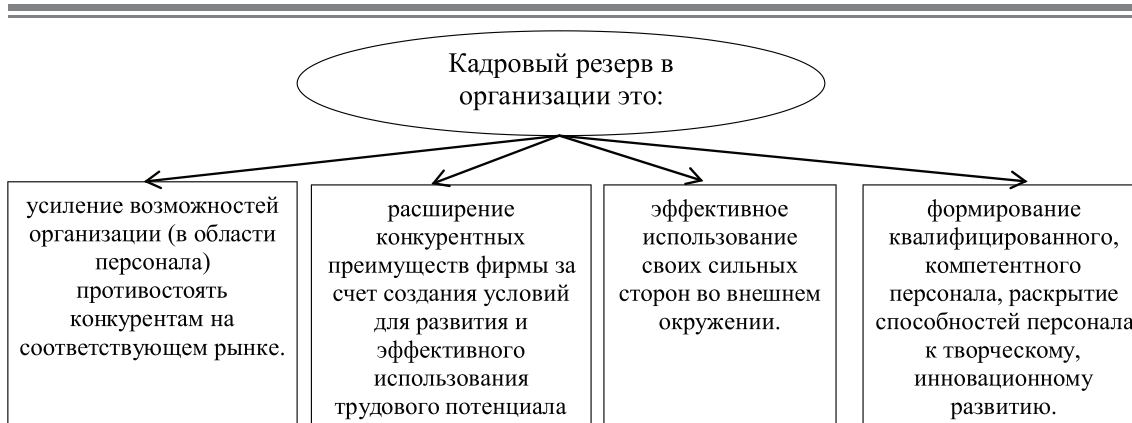 Кадровый резерв в
организации это:
усиление возможностей
организации (в области
персонала)
противостоять
конкурентам на
соответствующем рынке.
расширение
конкурентных
преимуществ фирмы за
счет создания условий
для развития и
эффективного
использования
трудового потенциала
эффективное
использование
своих сильных
сторон во внешнем
окружении.
формирование
квалифицированного,
компетентного
персонала, раскрытие
способностей персонала
к творческому,
инновационному
развитию.